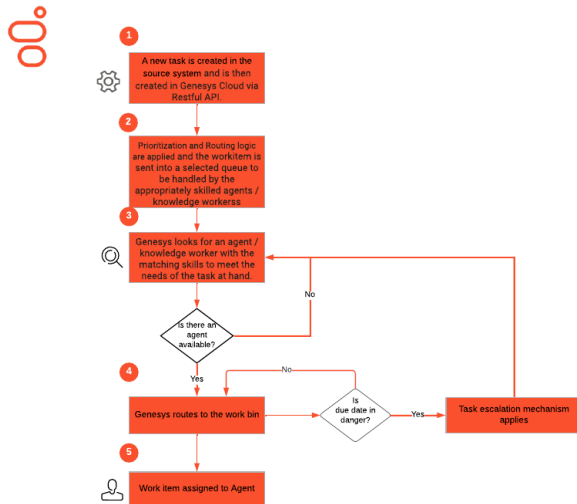 1
A new task is created in the
source system and is then
created in Genesys Cloud via
Restful API.
2
Prioritization and Routing logic
are applied and the workitem is
sent into a selected queue to
be handled by the
appropriately skilled agents /
knowledge workerss
3
Genesys looks for an agent /
knowledge worker with the
matching skills to meet the
needs of the task at hand.
No
Is there an
agent
available?
Yes
No
4
Genesys routes to the work bin
Is
due date in
danger?
Yes
Task escalation mechanism
applies
5
Work item assigned to Agent